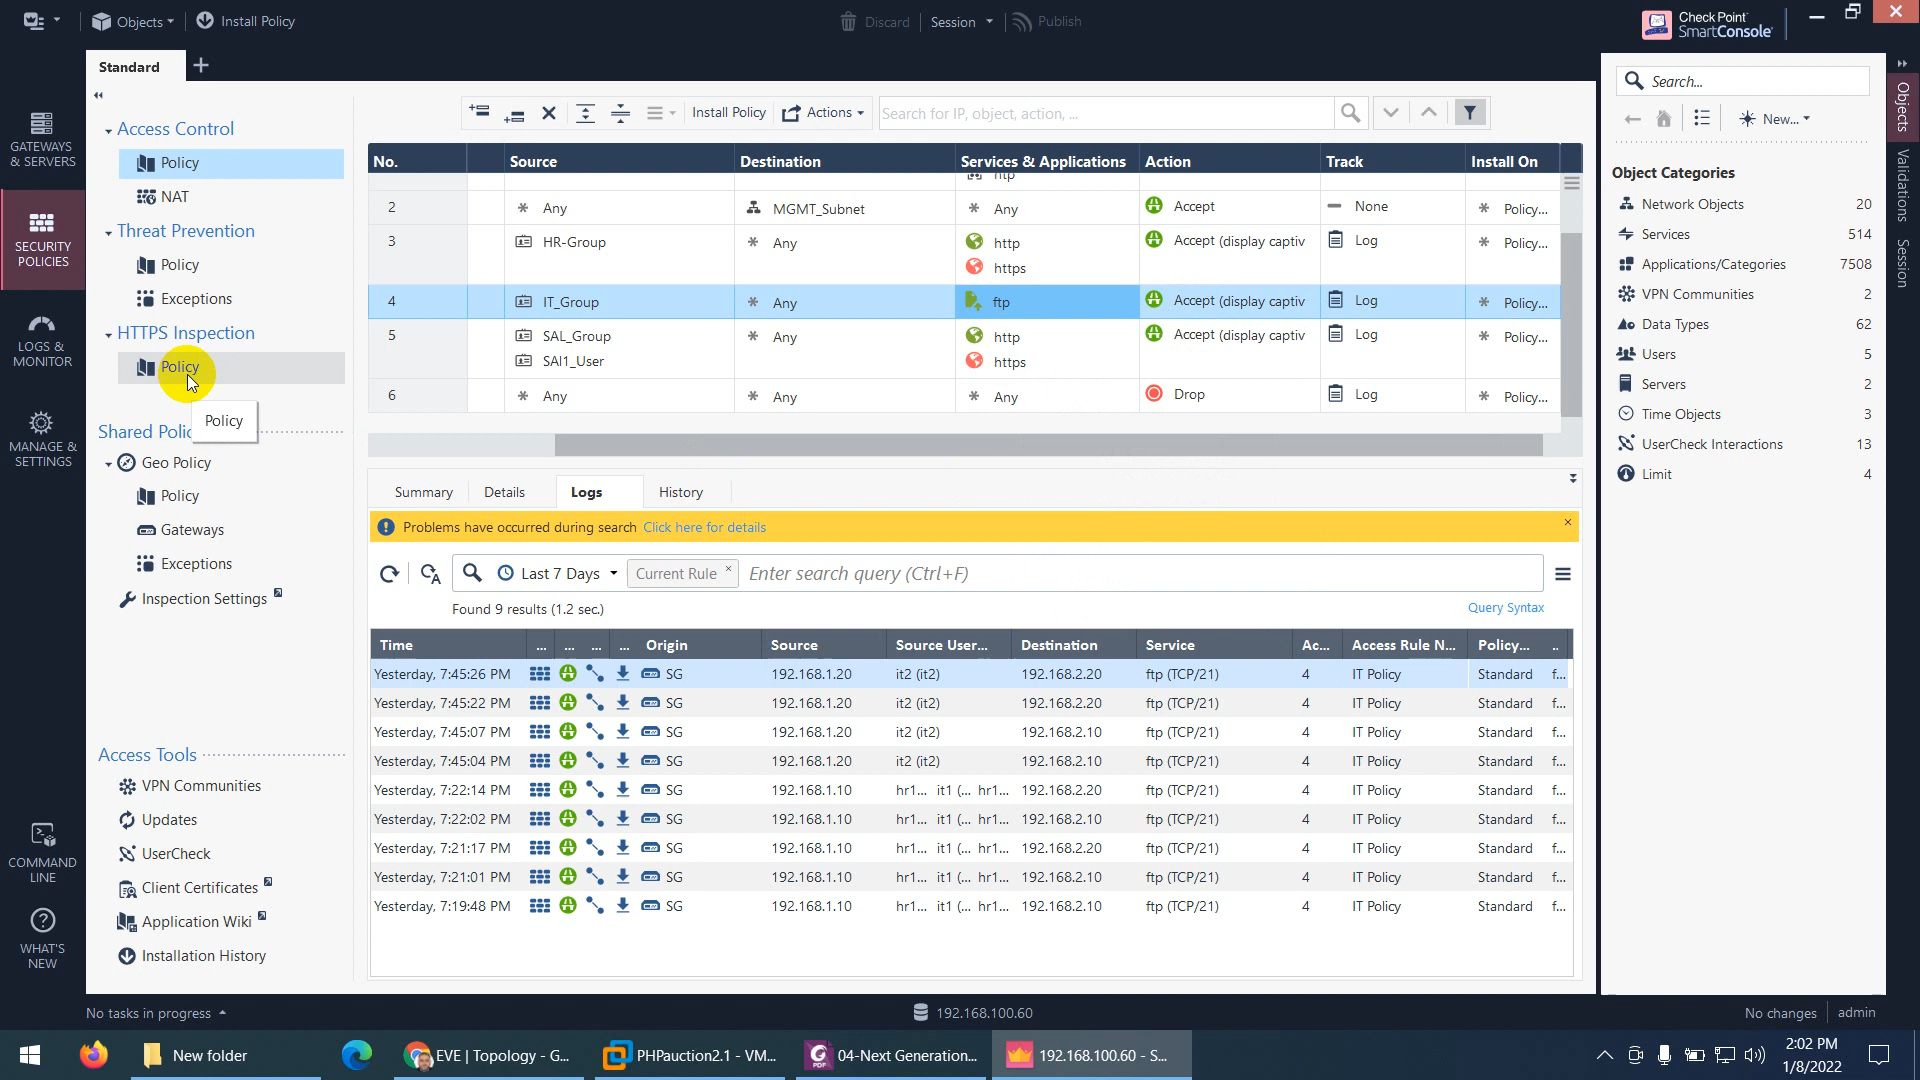 Objects
Install Policy
Discard
Session
Publish
Check Point
SmartConsole
Standard
GATEWAYS
& SERVERS
SECURITY
POLICIES
LOGS &
MONITOR
MANAGE &
SETTINGS
COMMAND
LINE
WHAT'S
NEW
Access Control
Policy
NAT
Threat Prevention
Policy
Exceptions
HTTPS Inspection
Policy
Policy
Shared Polic
Geo Policy
Policy
Gateways
Exceptions
Inspection Settings
Access Tools
VPN Communities
Updates
UserCheck
Client Certificates
Application Wiki
Installation History
Install Policy Actions Search for IP, object, action, ...
No. Source Destination Services & Applications Action Track Install On
ftp
2 * Any MGMT_Subnet * Any Accept None * Policy...
3 HR-Group * Any http Accept (display captiv Log * Policy...
https
4 IT_Group * Any ftp Accept (display captiv Log * Policy...
5 SAL_Group * Any http Accept (display captiv Log * Policy...
SAl1_User https
6 * Any * Any * Any Drop Log * Policy...
Summary Details Logs History
Problems have occurred during search Click here for details
Last 7 Days Current Rule Enter search query (Ctrl+F)
Found 9 results (1.2 sec.) Query Syntax
Time ... ... ... ... Origin Source Source User... Destination Service Ac... Access Rule N... Policy... ..
Yesterday, 7:45:26 PM SG 192.168.1.20 it2 (it2) 192.168.2.20 ftp (TCP/21) 4 IT Policy Standard f...
Yesterday, 7:45:22 PM SG 192.168.1.20 it2 (it2) 192.168.2.20 ftp (TCP/21) 4 IT Policy Standard f...
Yesterday, 7:45:07 PM SG 192.168.1.20 it2 (it2) 192.168.2.10 ftp (TCP/21) 4 IT Policy Standard f...
Yesterday, 7:45:04 PM SG 192.168.1.20 it2 (it2) 192.168.2.10 ftp (TCP/21) 4 IT Policy Standard f...
Yesterday, 7:22:14 PM SG 192.168.1.10 hr1... it1 (... hr1... 192.168.2.20 ftp (TCP/21) 4 IT Policy Standard f...
Yesterday, 7:22:02 PM SG 192.168.1.10 hr1... it1 (... hr1... 192.168.2.10 ftp (TCP/21) 4 IT Policy Standard f...
Yesterday, 7:21:17 PM SG 192.168.1.10 hr1... it1 (... hr1... 192.168.2.20 ftp (TCP/21) 4 IT Policy Standard f...
Yesterday, 7:21:01 PM SG 192.168.1.10 hr1... it1 (... hr1... 192.168.2.10 ftp (TCP/21) 4 IT Policy Standard f...
Yesterday, 7:19:48 PM SG 192.168.1.10 hr1... it1 (... hr1... 192.168.2.10 ftp (TCP/21) 4 IT Policy Standard f...
Search...
New...
Object Categories
Network Objects 20
Services 514
Applications/Categories 7508
VPN Communities 2
Data Types 62
Users 5
Servers 2
Time Objects 3
UserCheck Interactions 13
Limit 4
Objects
Validations
Session
No tasks in progress
192.168.100.60
No changes
admin
New folder
EVE | Topology - G...
PHPauction2.1 - VM...
PDF
04-Next Generation...
192.168.100.60 - S...
2:02 PM
1/8/2022